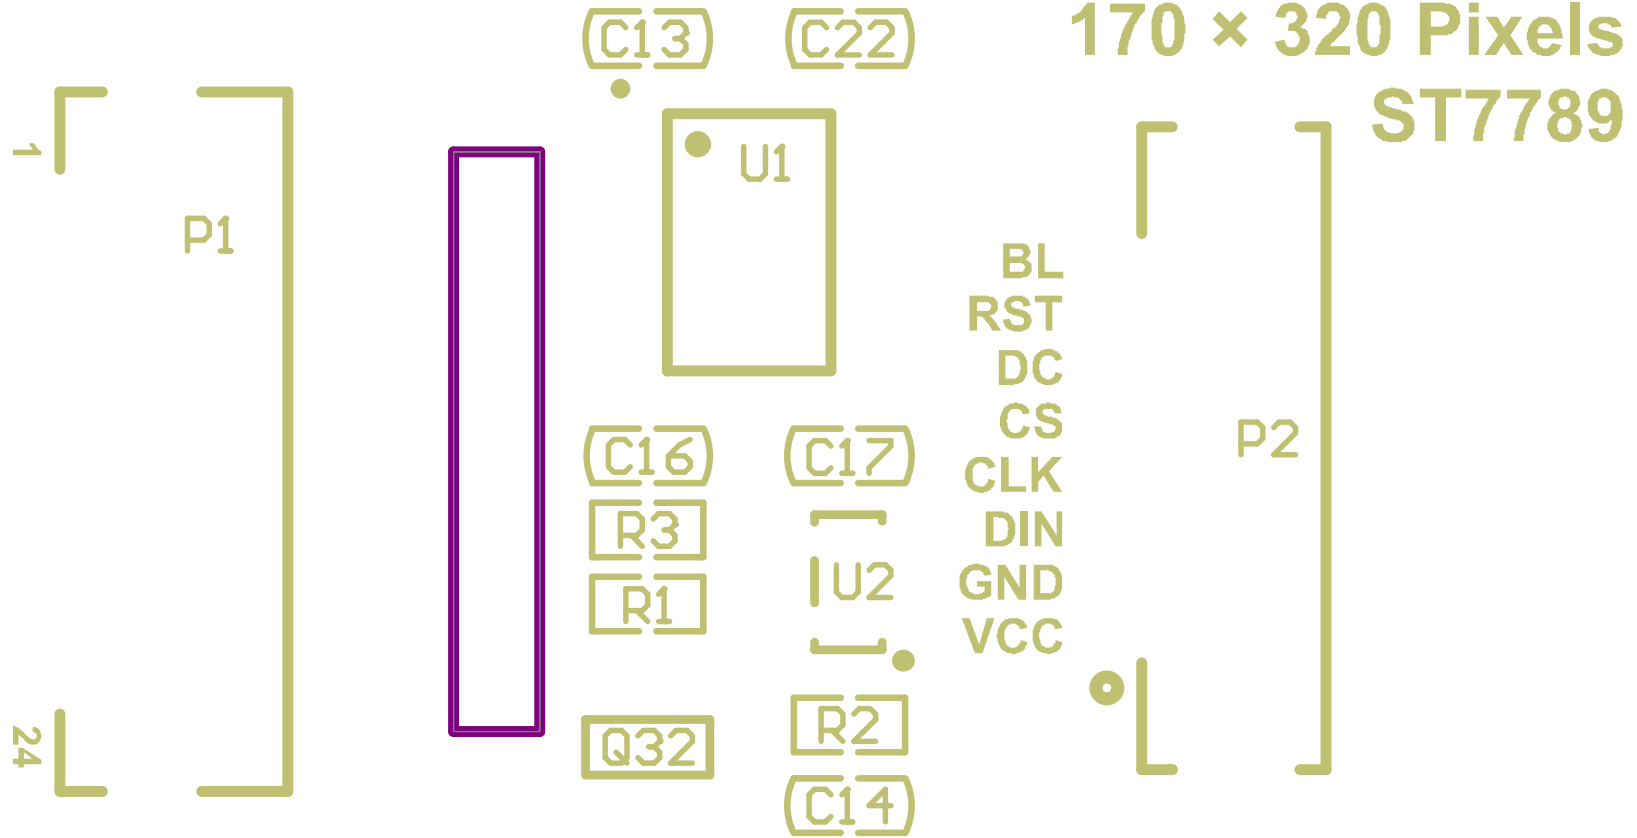 170 × 320 Pixels
ST7789
C13
C22
1
U1
P1
BL
RST
DC
CS
CLK
DIN
GND
VCC
P2
C16
C17
R3
U2
R1
R2
Q32
24
C14